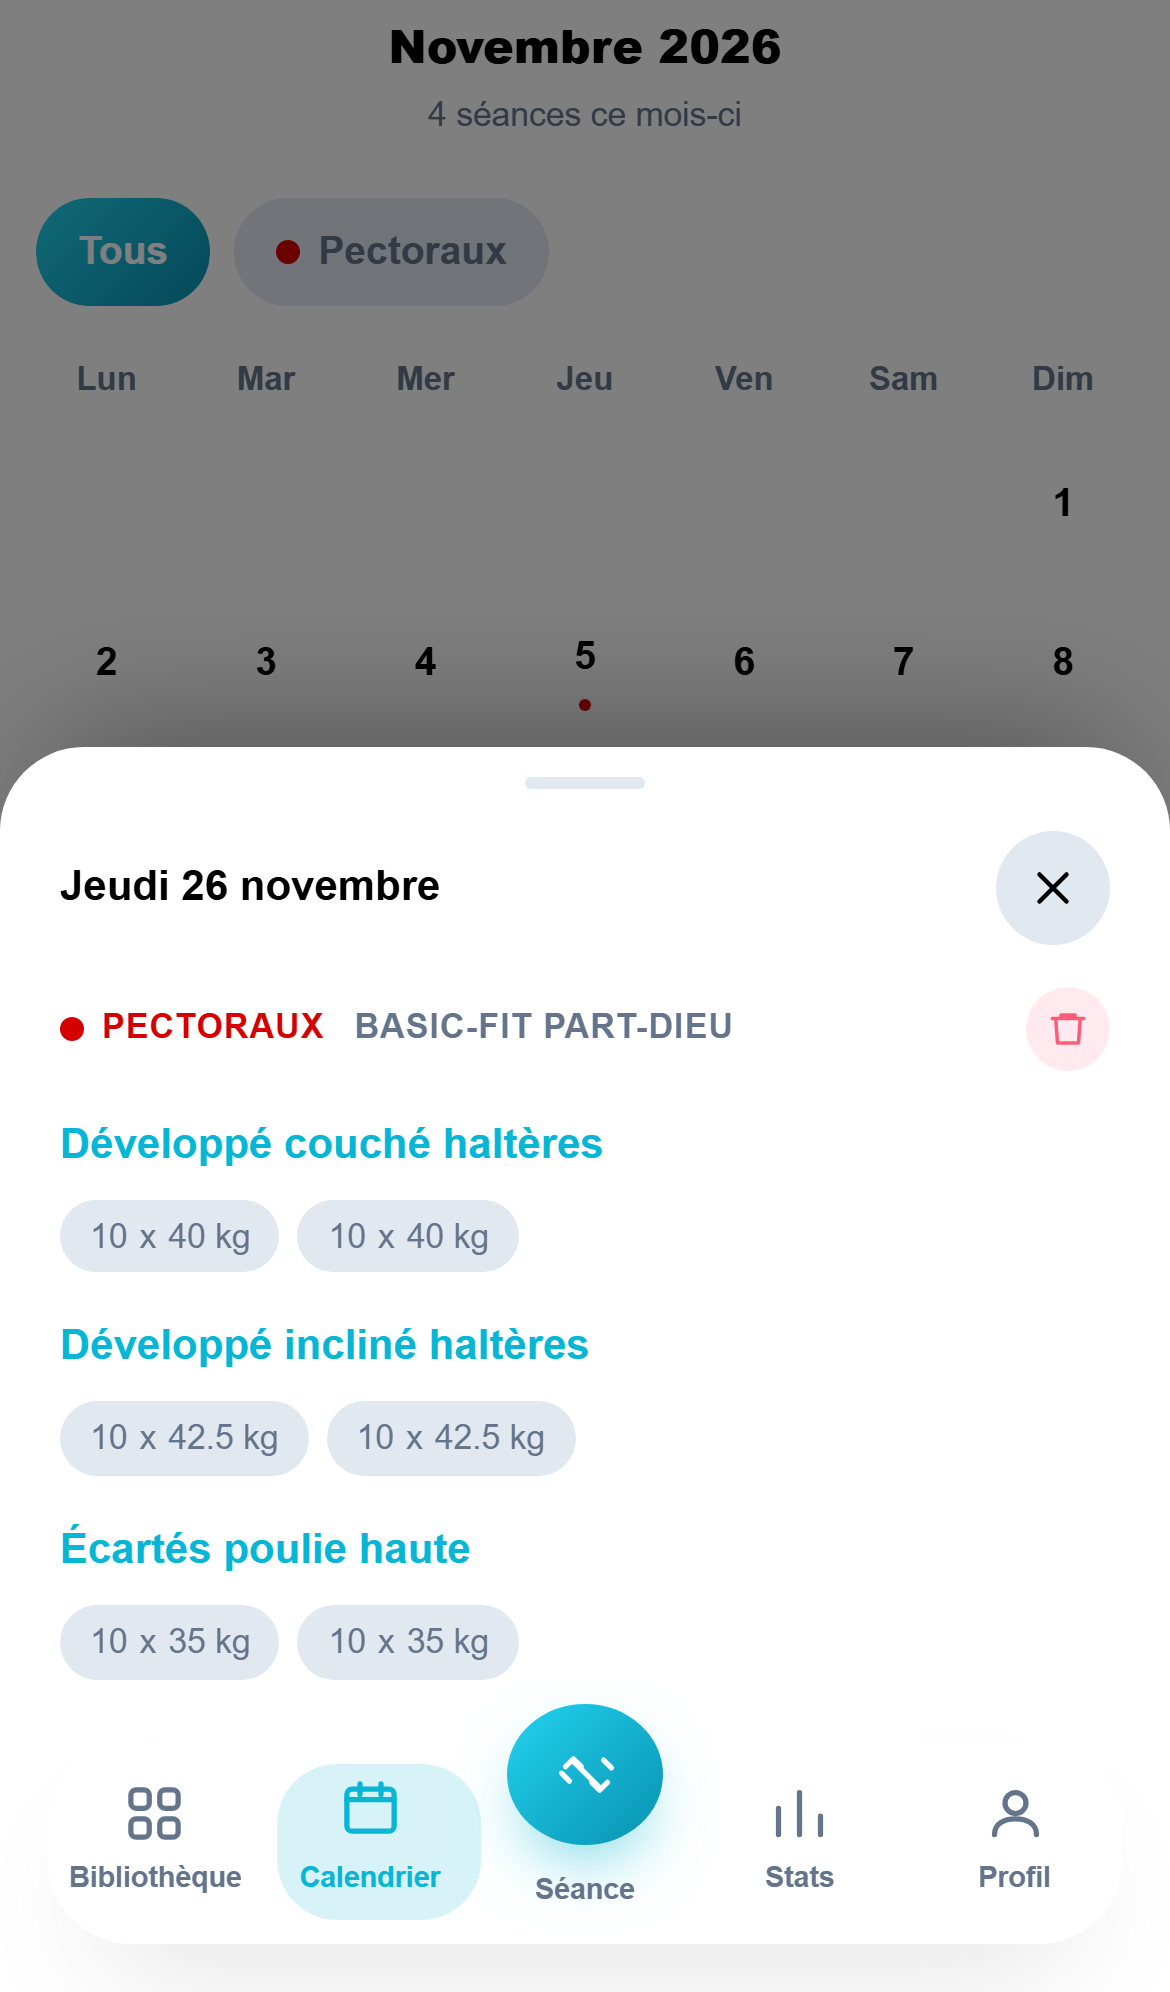 Novembre 2026
4 séances ce mois-ci
Tous Pectoraux
Lun Mar Mer Jeu Ven Sam Dim
1
2 3 4 5 6 7 8
Jeudi 26 novembre
PECTORAUX BASIC-FIT PART-DIEU
Développé couché haltères
10 x 40 kg 10 x 40 kg
Développé incliné haltères
10 x 42.5 kg 10 x 42.5 kg
Écartés poulie haute
10 x 35 kg 10 x 35 kg
Bibliothèque Calendrier Séance Stats Profil